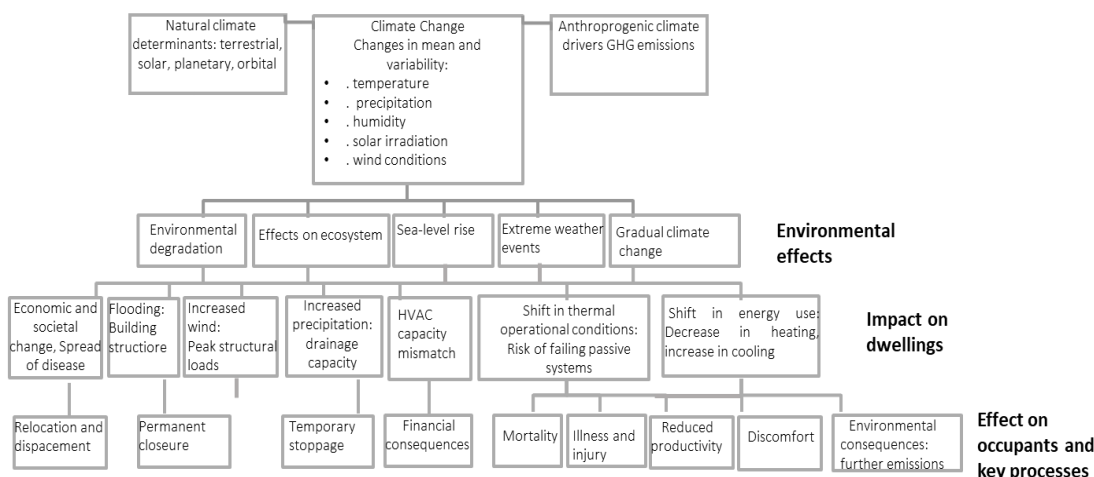 Natural climate
determinants: terrestrial,
solar, planetary, orbital
Climate Change
Changes in mean and
variability:
• . temperature
• . precipitation
• . humidity
• . solar irradiation
• . wind conditions
Anthroprogenic climate
drivers GHG emissions
Environmental
degradation
Effects on ecosystem
Sea-level rise
Extreme weather
events
Gradual climate
change
Environmental
effects
Economic and
societal
change, Spread
of disease
Flooding:
Building
structiore
Increased
wind:
Peak structural
loads
Increased
precipitation:
drainage
capacity
HVAC
capacity
mismatch
Shift in thermal
operational conditions:
Risk of failing passive
systems
Shift in energy use:
Decrease in heating,
increase in cooling
Impact on
dwellings
Relocation and
dispacement
Permanent
closeure
Temporary
stoppage
Financial
consequences
Mortality
Illness and
injury
Reduced
productivity
Discomfort
Environmental
consequences:
further emissions
Effect on
occupants and
key processes